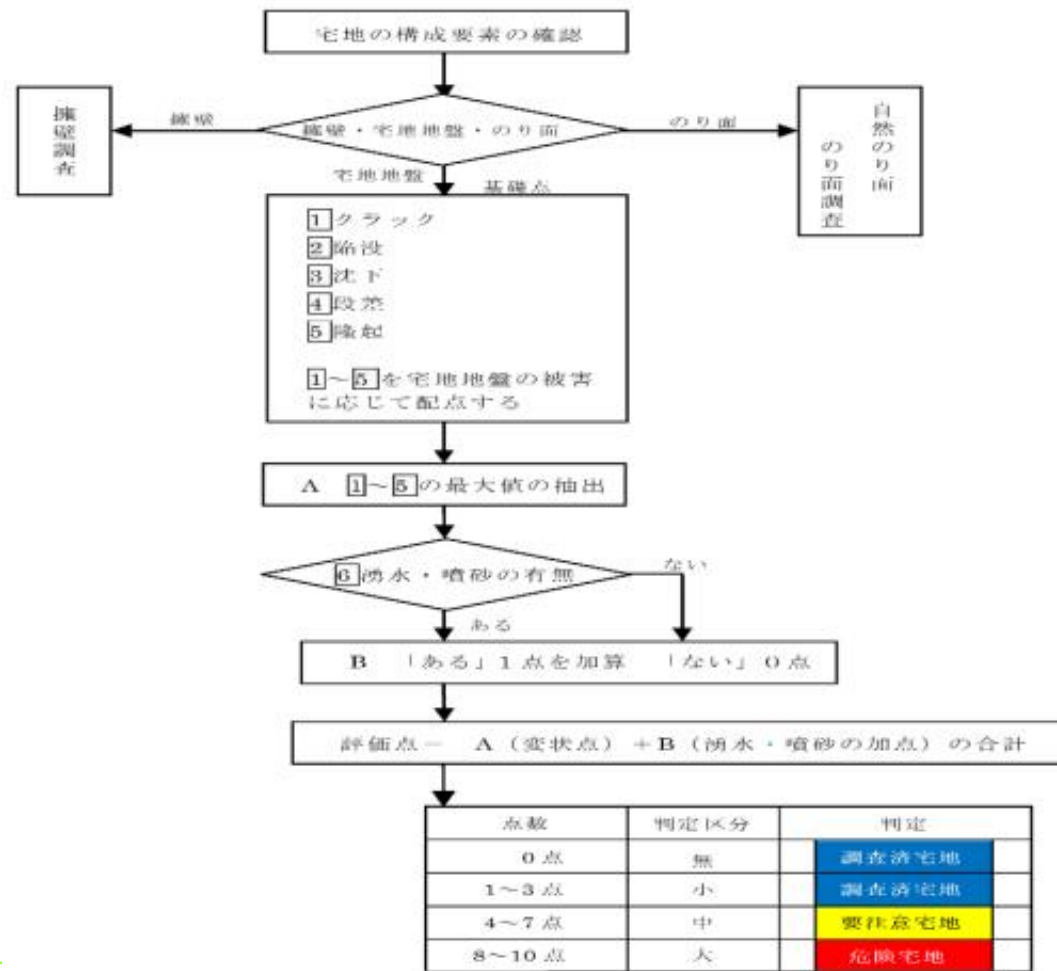 宅地の構成要素の確認
擁壁・宅地地盤・のり面
擁壁
のり面
擁壁調査
自然のり面
のり面調査
宅地地盤
基礎点
1クラック
2陥没
3沈下
4段差
5隆起
1～5を宅地地盤の被害
に応じて配点する
A 1～5の最大値の抽出
6湧水・噴砂の有無
ない
ある
B 「ある」1点を加算 「ない」0点
評価点＝ A（変状点）＋B（湧水・噴砂の加点）の合計
点数 判定区分 判定
0点 無 調査済宅地
1～3点 小 調査済宅地
4～7点 中 要注意宅地
8～10点 大 危険宅地